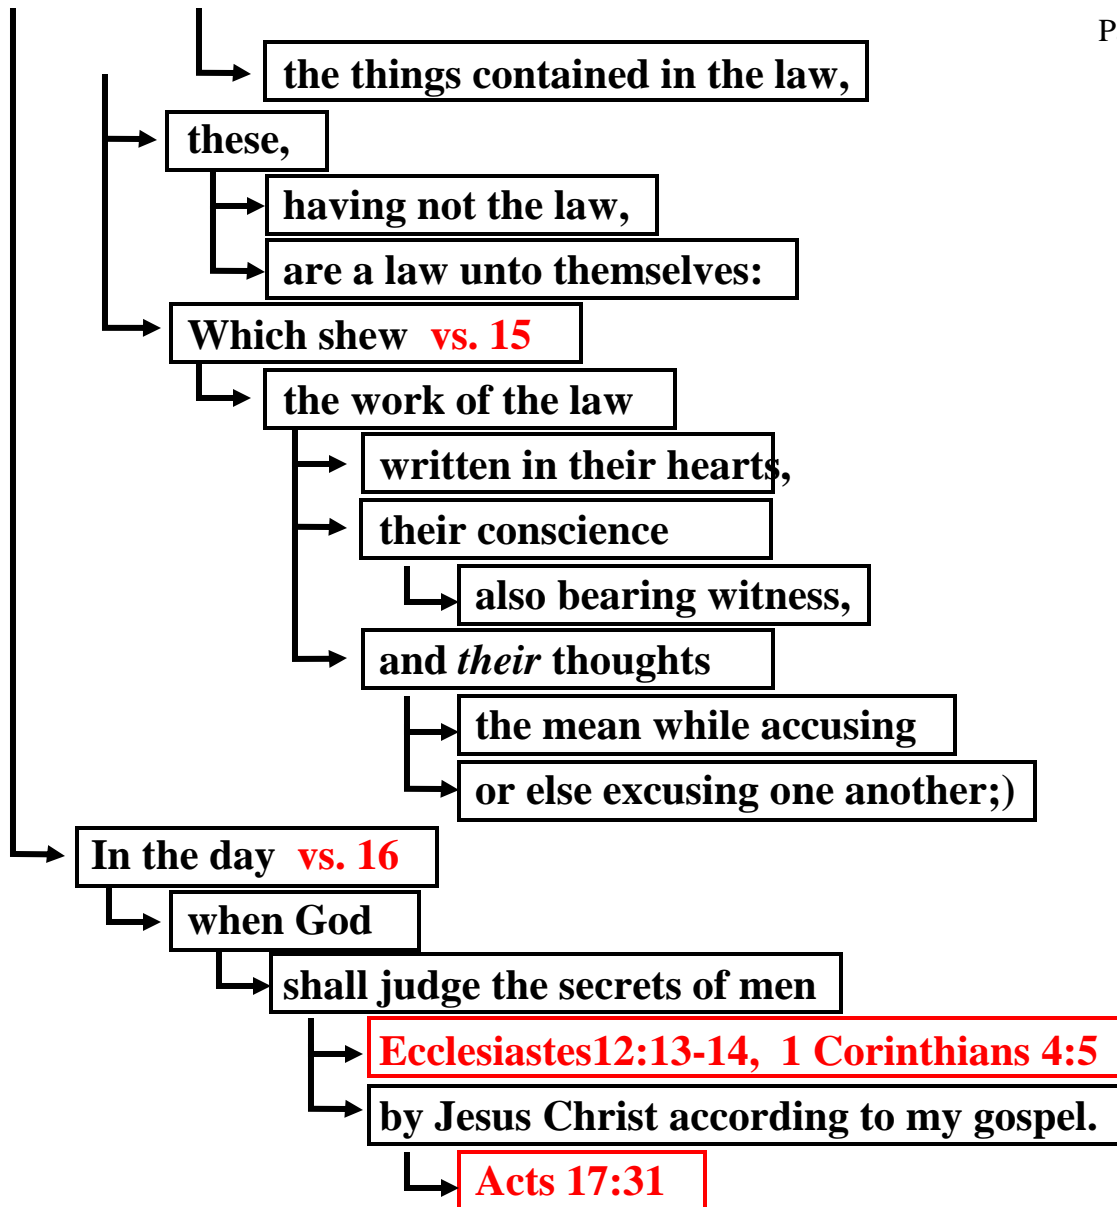 P
the things contained in the law,
these,
having not the law,
are a law unto themselves:
Which shew vs. 15
the work of the law
written in their hearts,
their conscience
also bearing witness,
and their thoughts
the mean while accusing
or else excusing one another;)
In the day vs. 16
when God
shall judge the secrets of men
Ecclesiastes12:13-14, 1 Corinthians 4:5
by Jesus Christ according to my gospel.
Acts 17:31